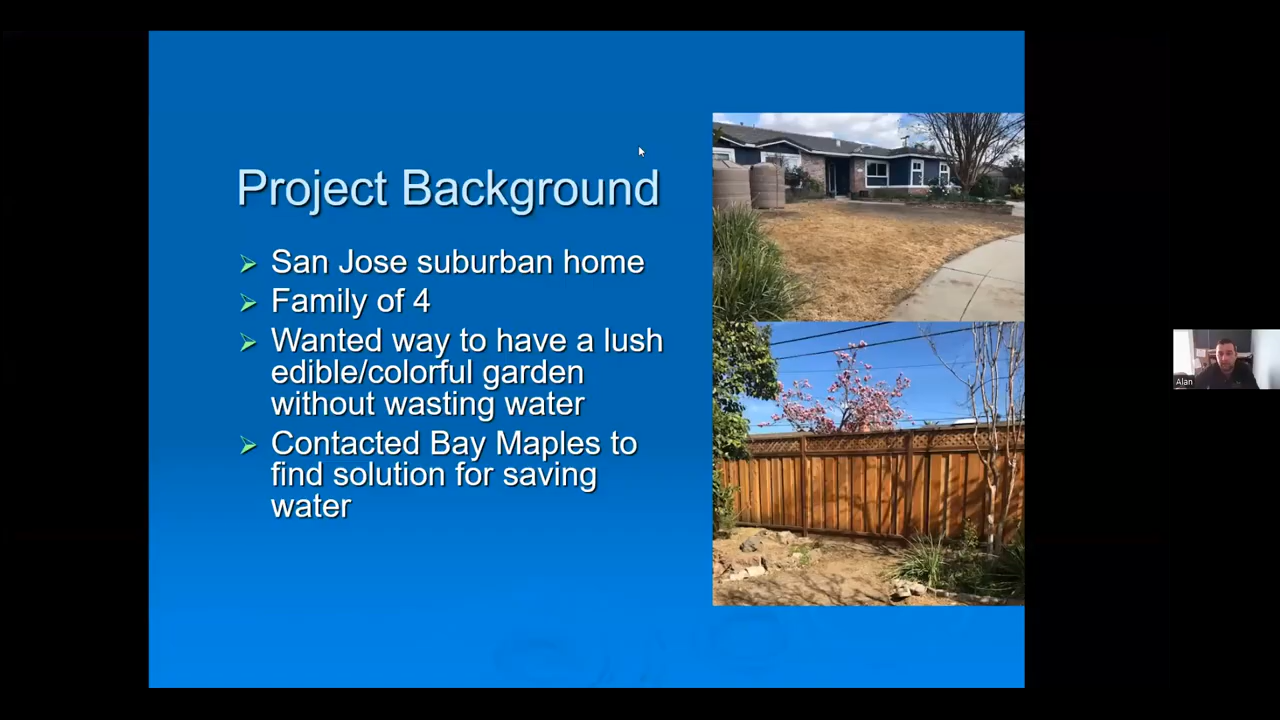 Project Background
San Jose suburban home
Family of 4
Wanted way to have a lush
edible/colorful garden
without wasting water
Contacted Bay Maples to
find solution for saving
water
Alan